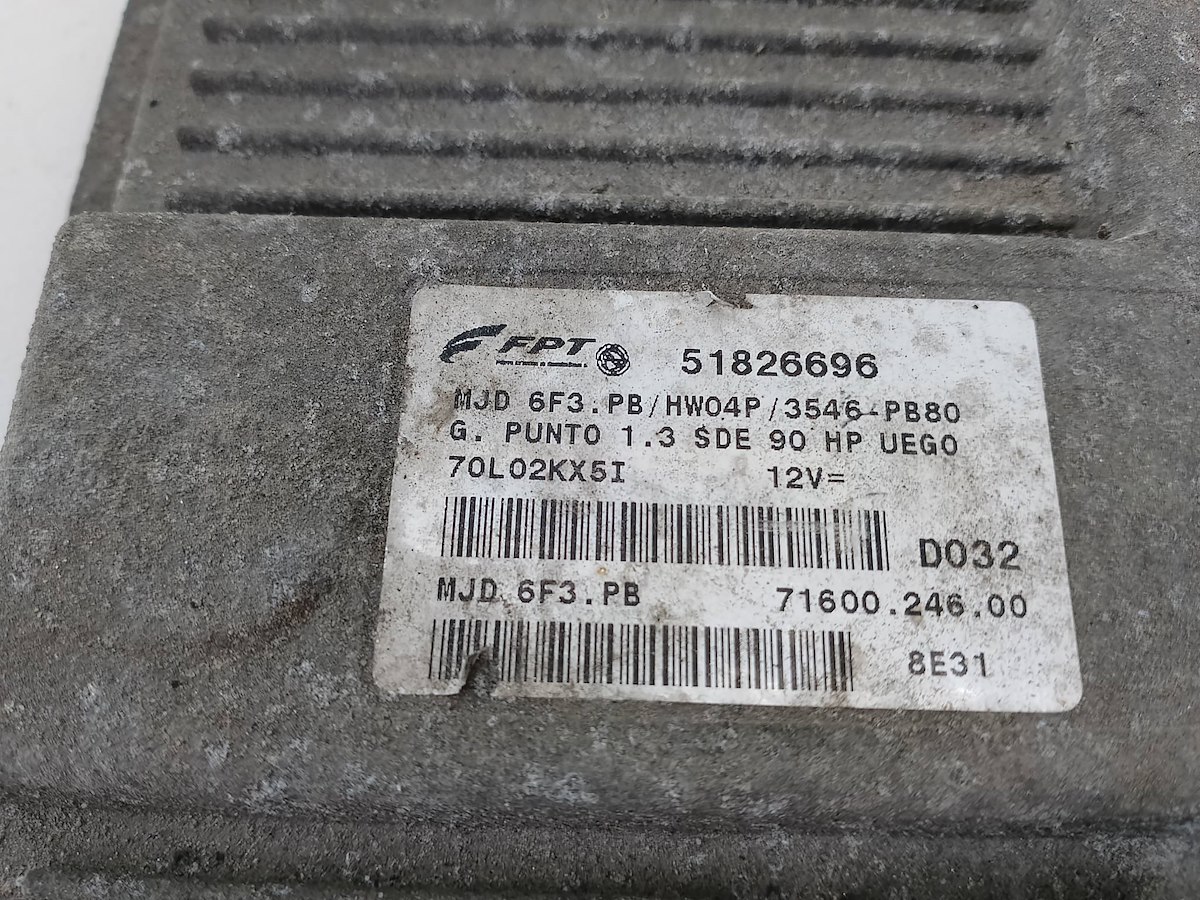 FPT 51826696
MJD 6F3.PB/HW04P/3546-PB80
G. PUNTO 1.3 SDE 90 HP UEGO
70L02KX5I 12V=
D032
MJD 6F3.PB 71600.246.00
8E31